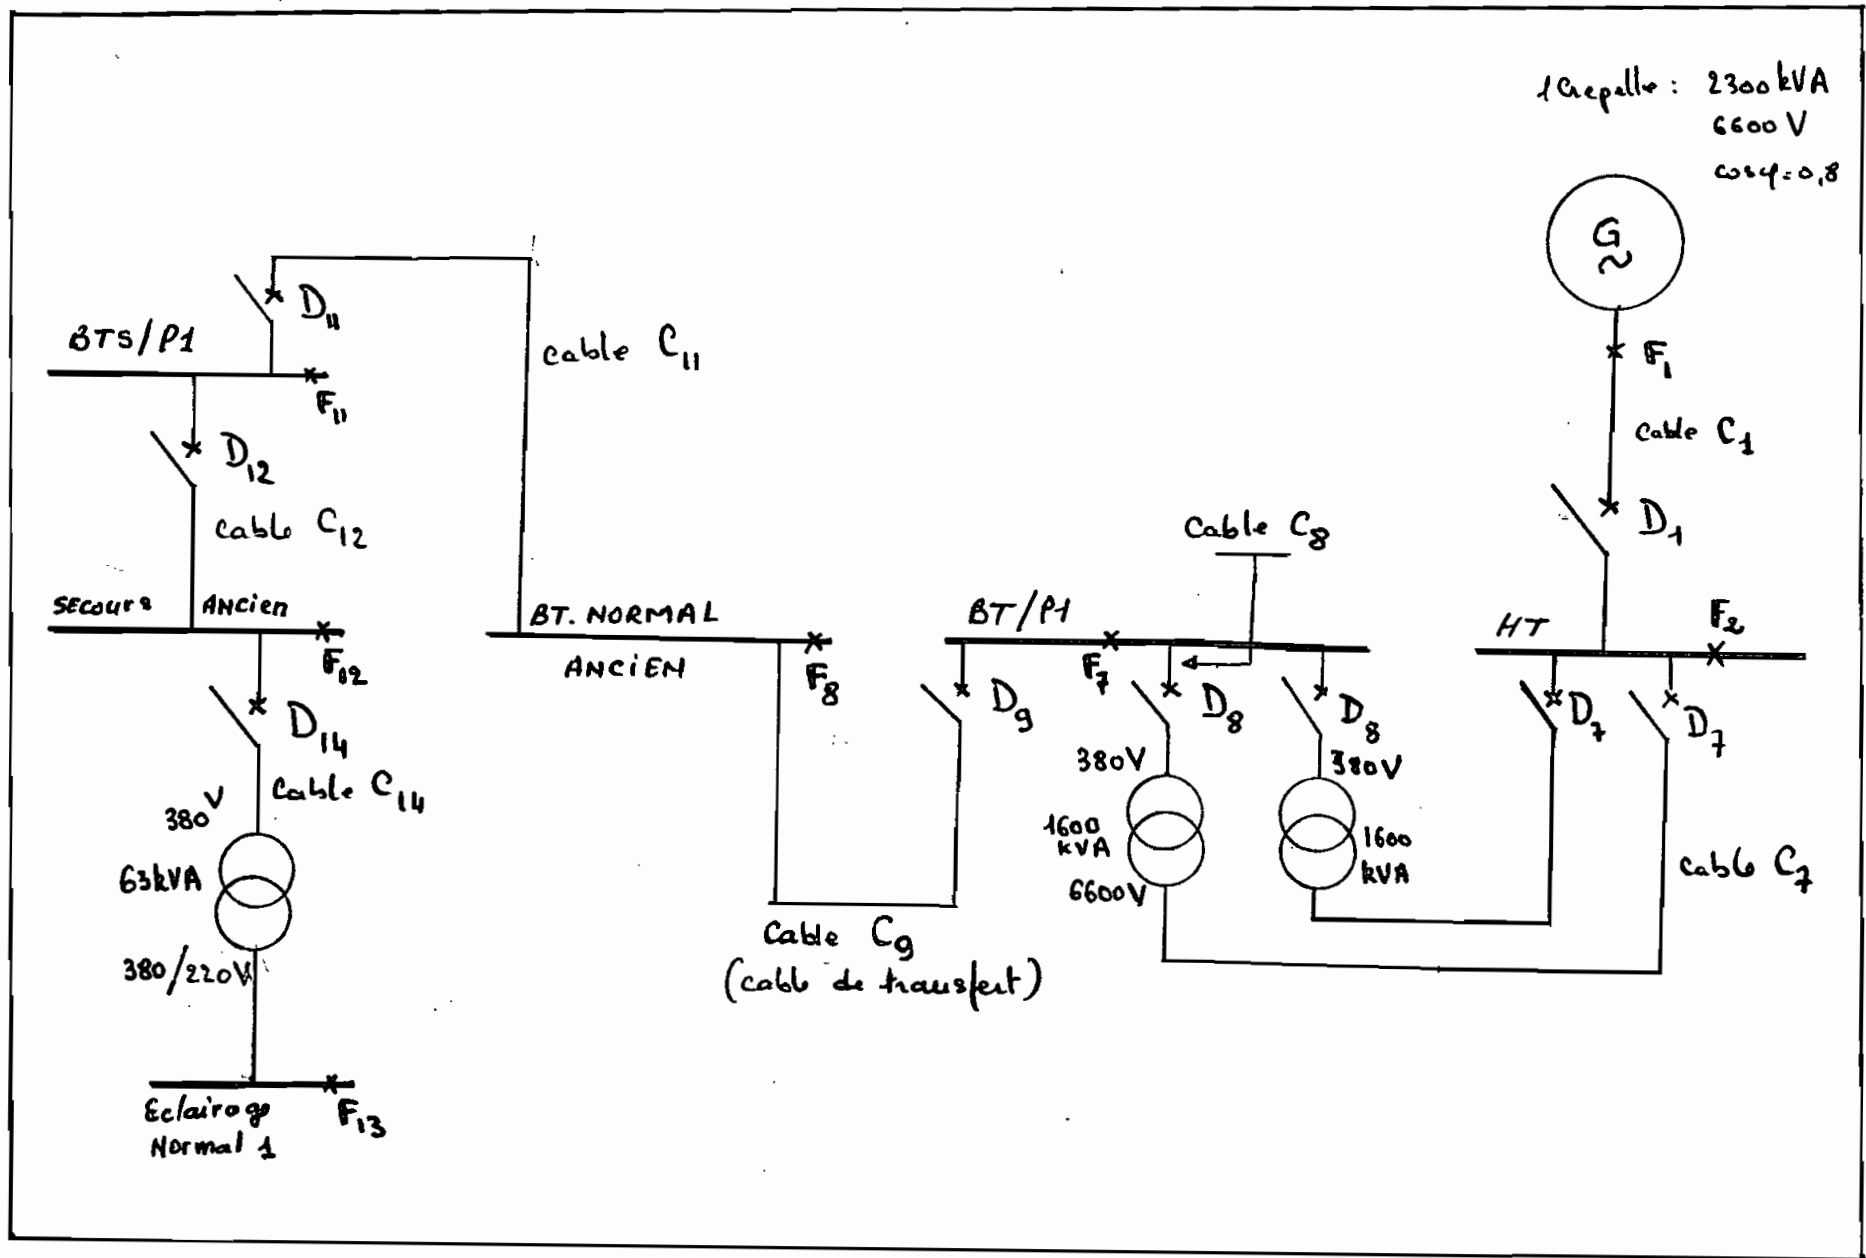 1 Crepelle : 2300 kVA
6600 V
cosφ=0,8
G
~
F1
cable C1
D1
D11
BTS/P1
F11
cable C11
D12
cable C12
SECOURS ANCIEN
F12
BT. NORMAL
ANCIEN
F8
cable C8
BT/P1
F7
HT
F2
D9
D8
D8
D7
D7
D14
cable C14
380V
63kVA
380/220V
380V
1600
kVA
6600V
380V
1600
kVA
cable C7
cable C9
(cable de transfert)
Eclairage
Normal 1
F13